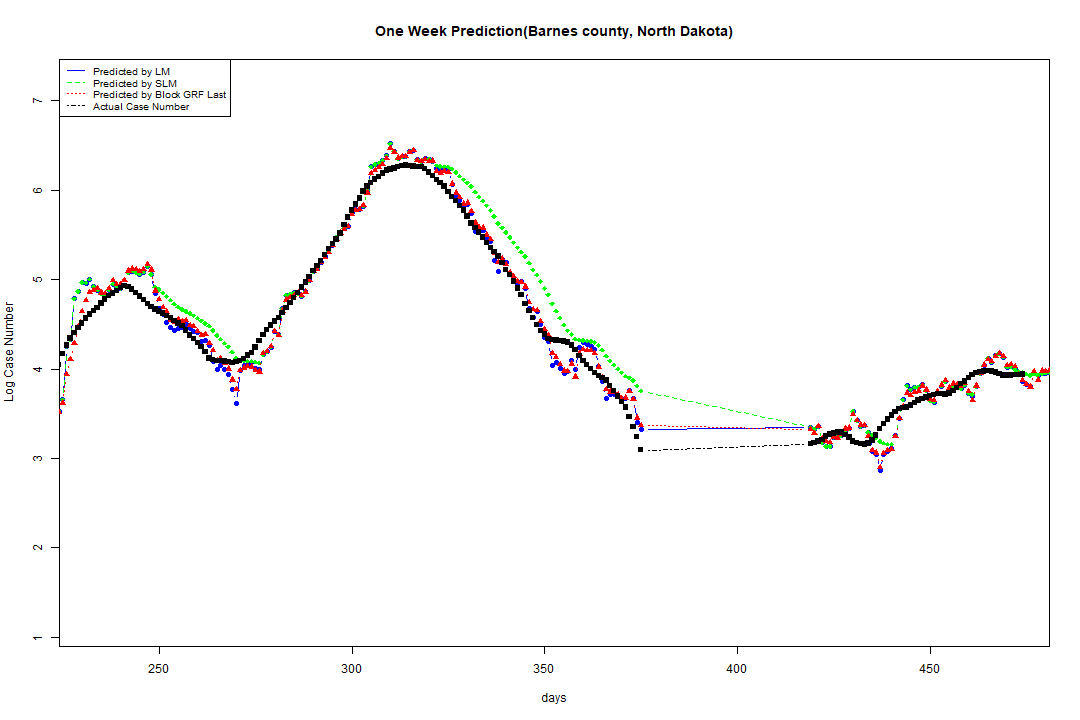 One Week Prediction(Barnes county, North Dakota)
Predicted by LM
Predicted by SLM
Predicted by Block GRF Last
Actual Case Number
Log Case Number
7
6
5
4
3
2
1
250 300 350 400 450
days